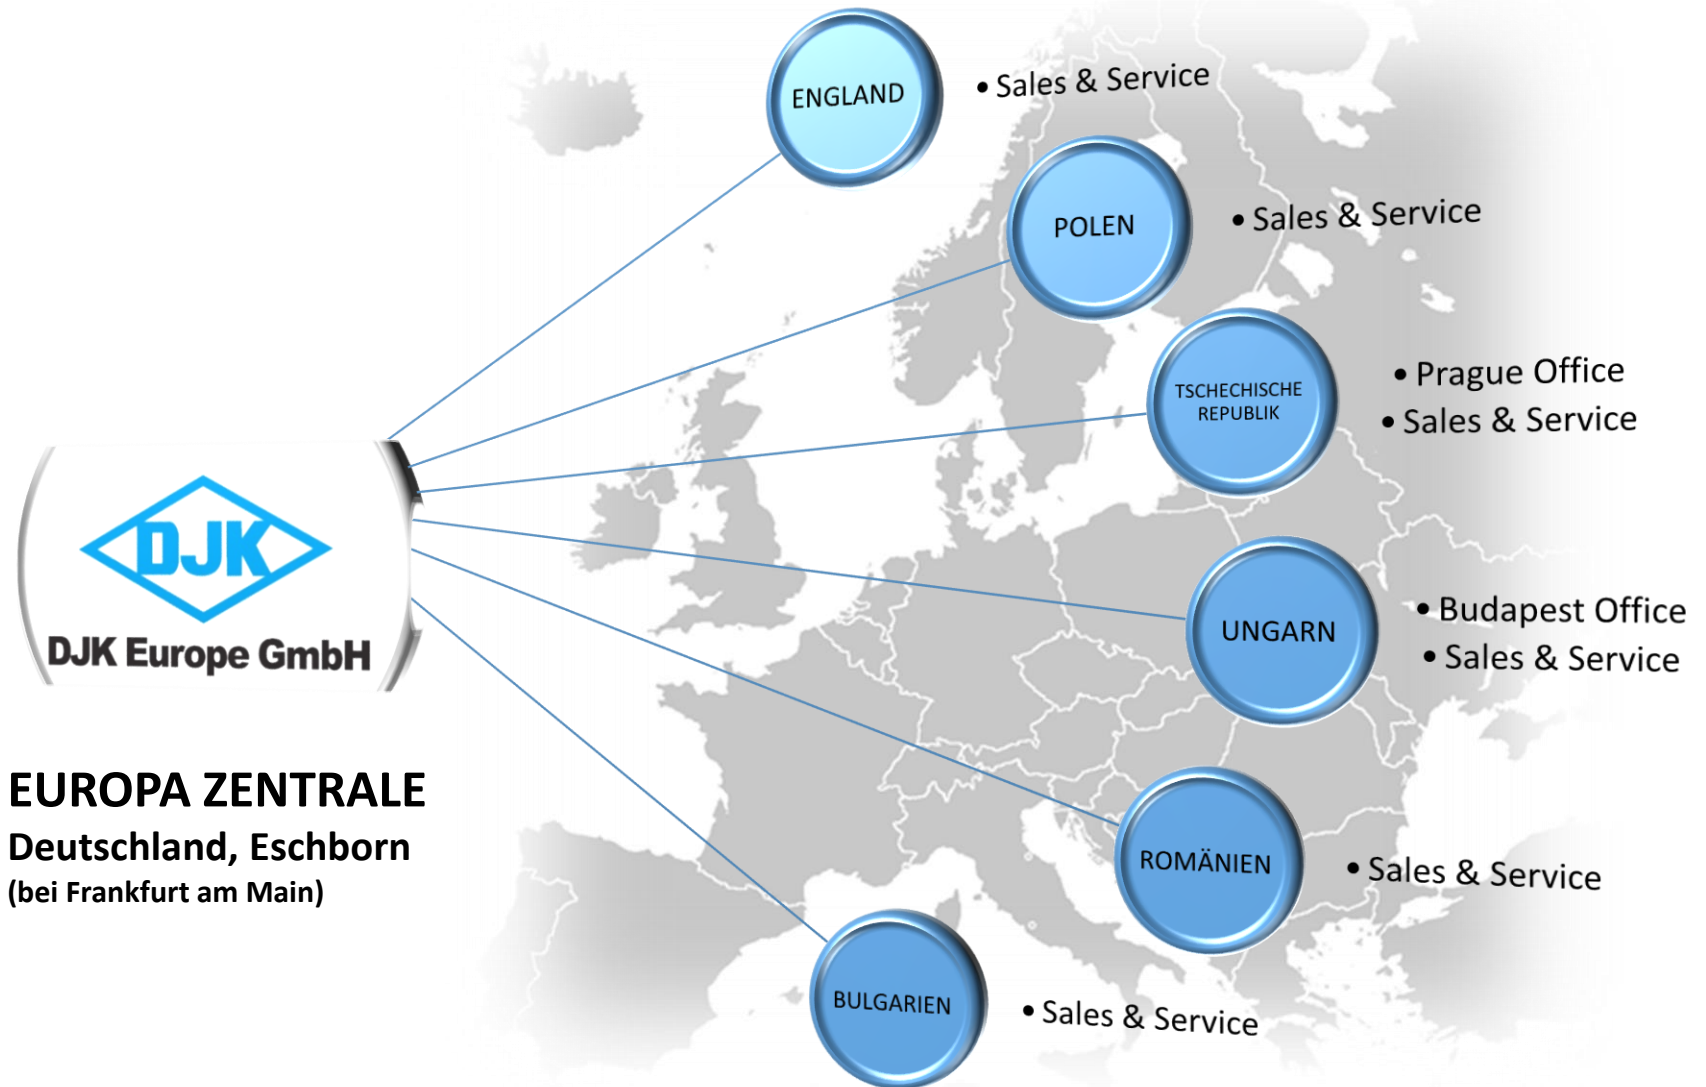 ENGLAND
• Sales & Service
POLEN
• Sales & Service
TSCHECHISCHE
REPUBLIK
• Prague Office
• Sales & Service
DJK
DJK Europe GmbH
UNGARN
• Budapest Office
• Sales & Service
EUROPA ZENTRALE
Deutschland, Eschborn
(bei Frankfurt am Main)
ROMÄNIEN
• Sales & Service
BULGARIEN
• Sales & Service